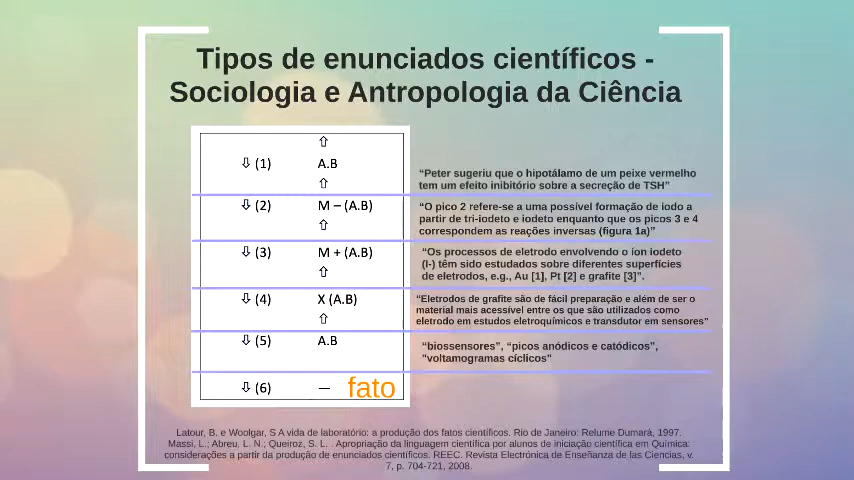 Tipos de enunciados científicos -
Sociologia e Antropologia da Ciência
⇧
⇩ (1) A.B
⇧
“Peter sugeriu que o hipotálamo de um peixe vermelho
tem um efeito inibitório sobre a secreção de TSH”
⇩ (2) M – (A.B)
⇧
“O pico 2 refere-se a uma possível formação de iodo a
partir de tri-iodeto e iodeto enquanto que os picos 3 e 4
correspondem as reações inversas (figura 1a)”
⇩ (3) M + (A.B)
⇧
“Os processos de eletrodo envolvendo o íon iodeto
(I-) têm sido estudados sobre diferentes superfícies
de eletrodos, e.g., Au [1], Pt [2] e grafite [3]”.
⇩ (4) X (A.B)
⇧
“Eletrodos de grafite são de fácil preparação e além de ser o
material mais acessível entre os que são utilizados como
eletrodo em estudos eletroquímicos e transdutor em sensores”
⇩ (5) A.B
“biossensores”, “picos anódicos e catódicos”,
"voltamogramas cíclicos"
⇩ (6) — fato
Latour, B. e Woolgar, S A vida de laboratório: a produção dos fatos científicos. Rio de Janeiro: Relume Dumará, 1997.
Massi, L.; Abreu, L. N.; Queiroz, S. L. . Apropriação da linguagem científica por alunos de iniciação científica em Química:
considerações a partir da produção de enunciados científicos. REEC. Revista Electrónica de Enseñanza de las Ciencias, v.
7, p. 704-721, 2008.